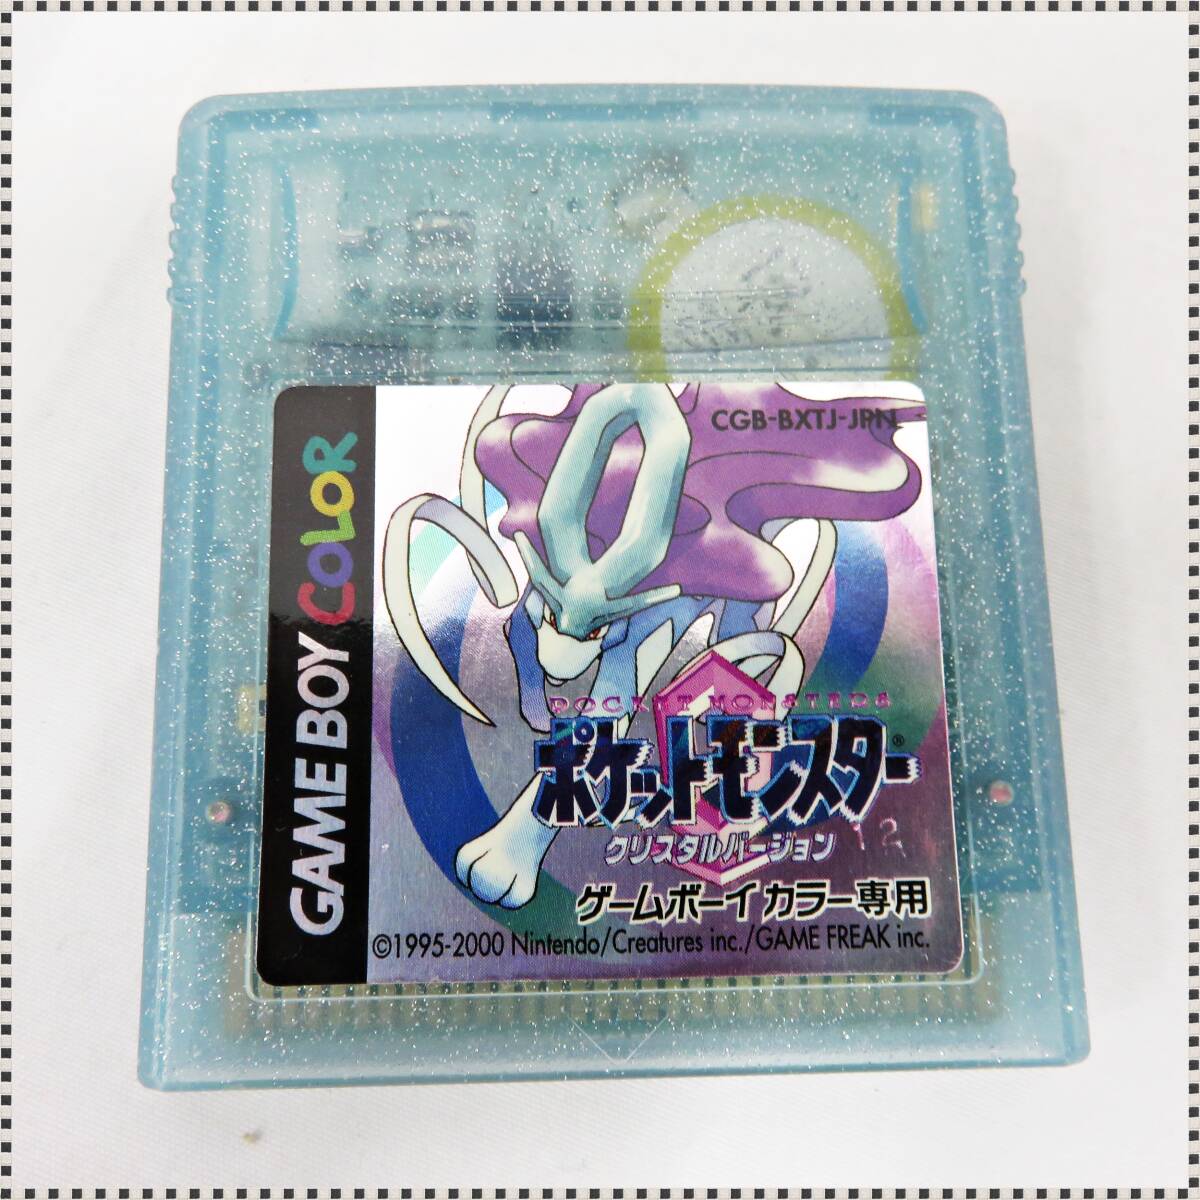 CGB-BXTJ-JPN
GAME BOY COLOR
POCKET MONSTERS
ポケットモンスター®
クリスタルバージョン
12
ゲームボーイ カラー専用
©1995-2000 Nintendo/Creatures inc./GAME FREAK inc.